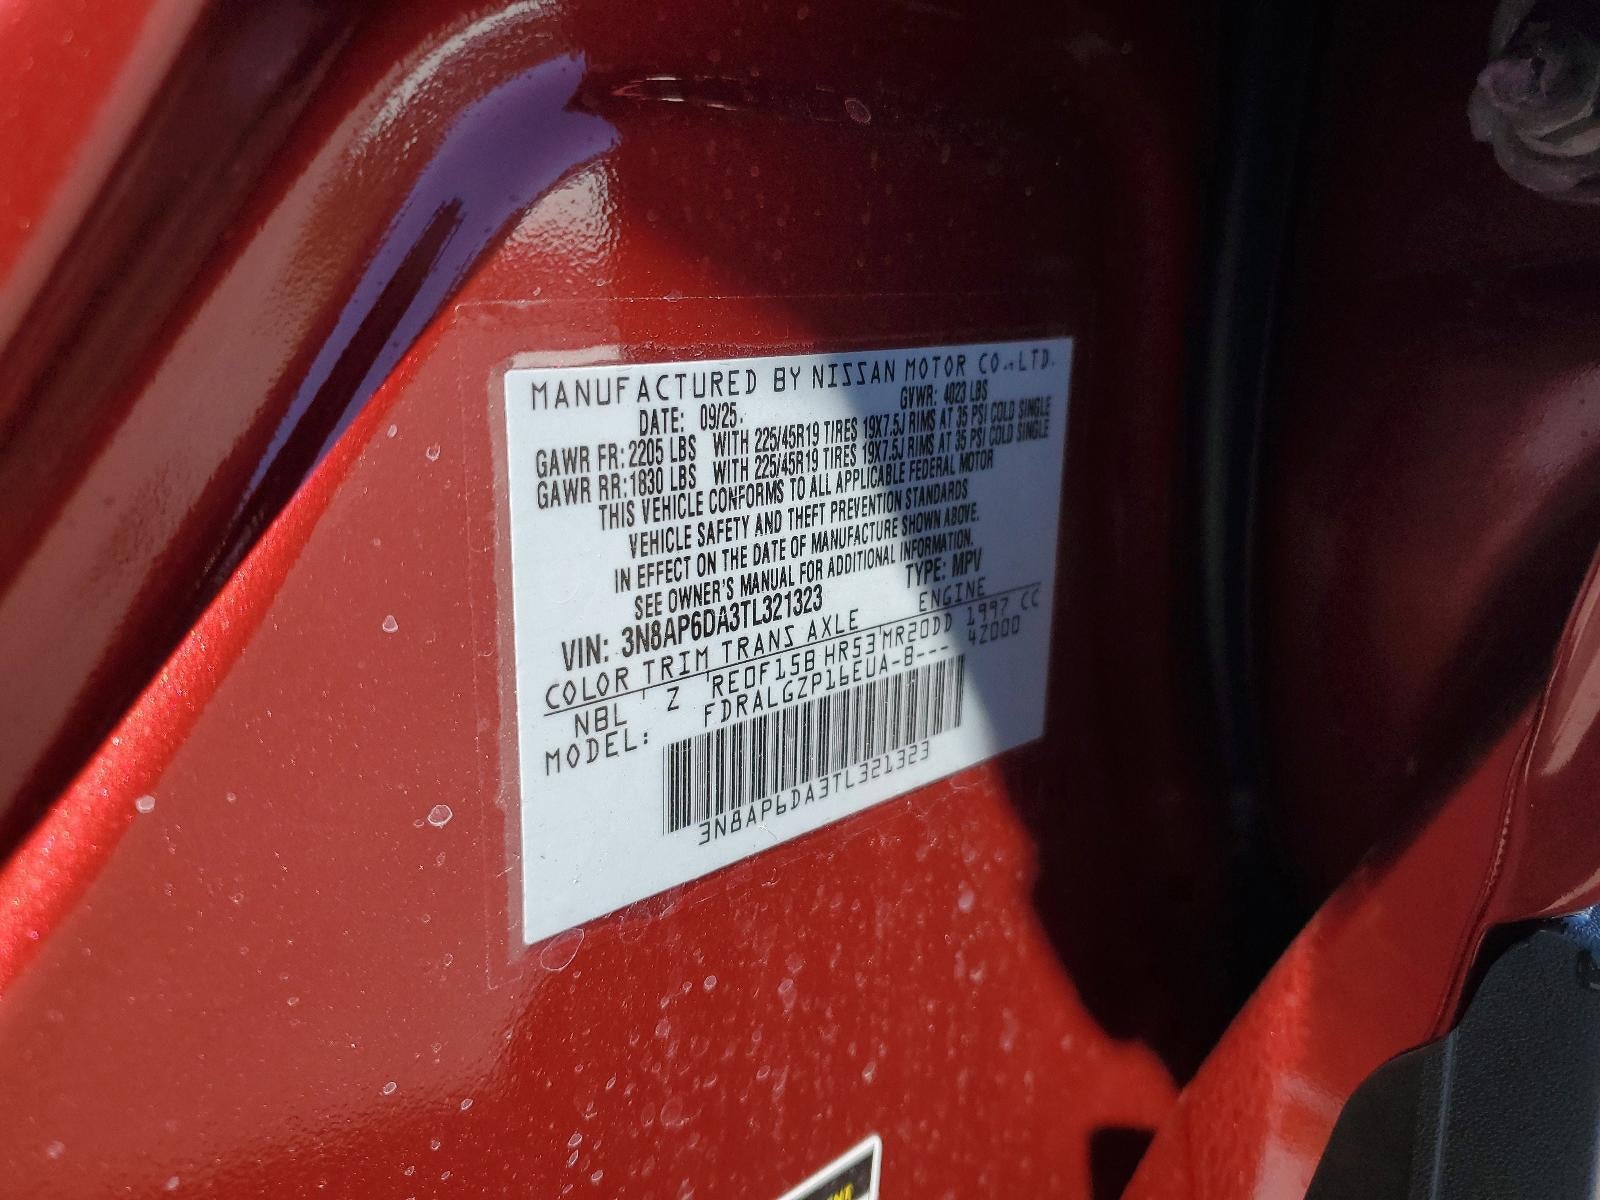 MANUFACTURED BY NISSAN MOTOR CO.,LTD.
DATE: 09/25. GVWR: 4023 LBS
GAWR FR: 2205 LBS WITH 225/45R19 TIRES 19X7.5J RIMS AT 35 PSI COLD SINGLE
GAWR RR: 1830 LBS WITH 225/45R19 TIRES 19X7.5J RIMS AT 35 PSI COLD SINGLE
THIS VEHICLE CONFORMS TO ALL APPLICABLE FEDERAL MOTOR
VEHICLE SAFETY AND THEFT PREVENTION STANDARDS
IN EFFECT ON THE DATE OF MANUFACTURE SHOWN ABOVE.
SEE OWNER'S MANUAL FOR ADDITIONAL INFORMATION.
VIN: 3N8AP6DA3TL321323 TYPE: MPV
COLOR TRIM TRANS AXLE ENGINE
NBL Z RE0F15B HR53 MR20DD 1997 CC
MODEL: FDRALGZP16EUA-B--- 42000
3N8AP6DA3TL321323